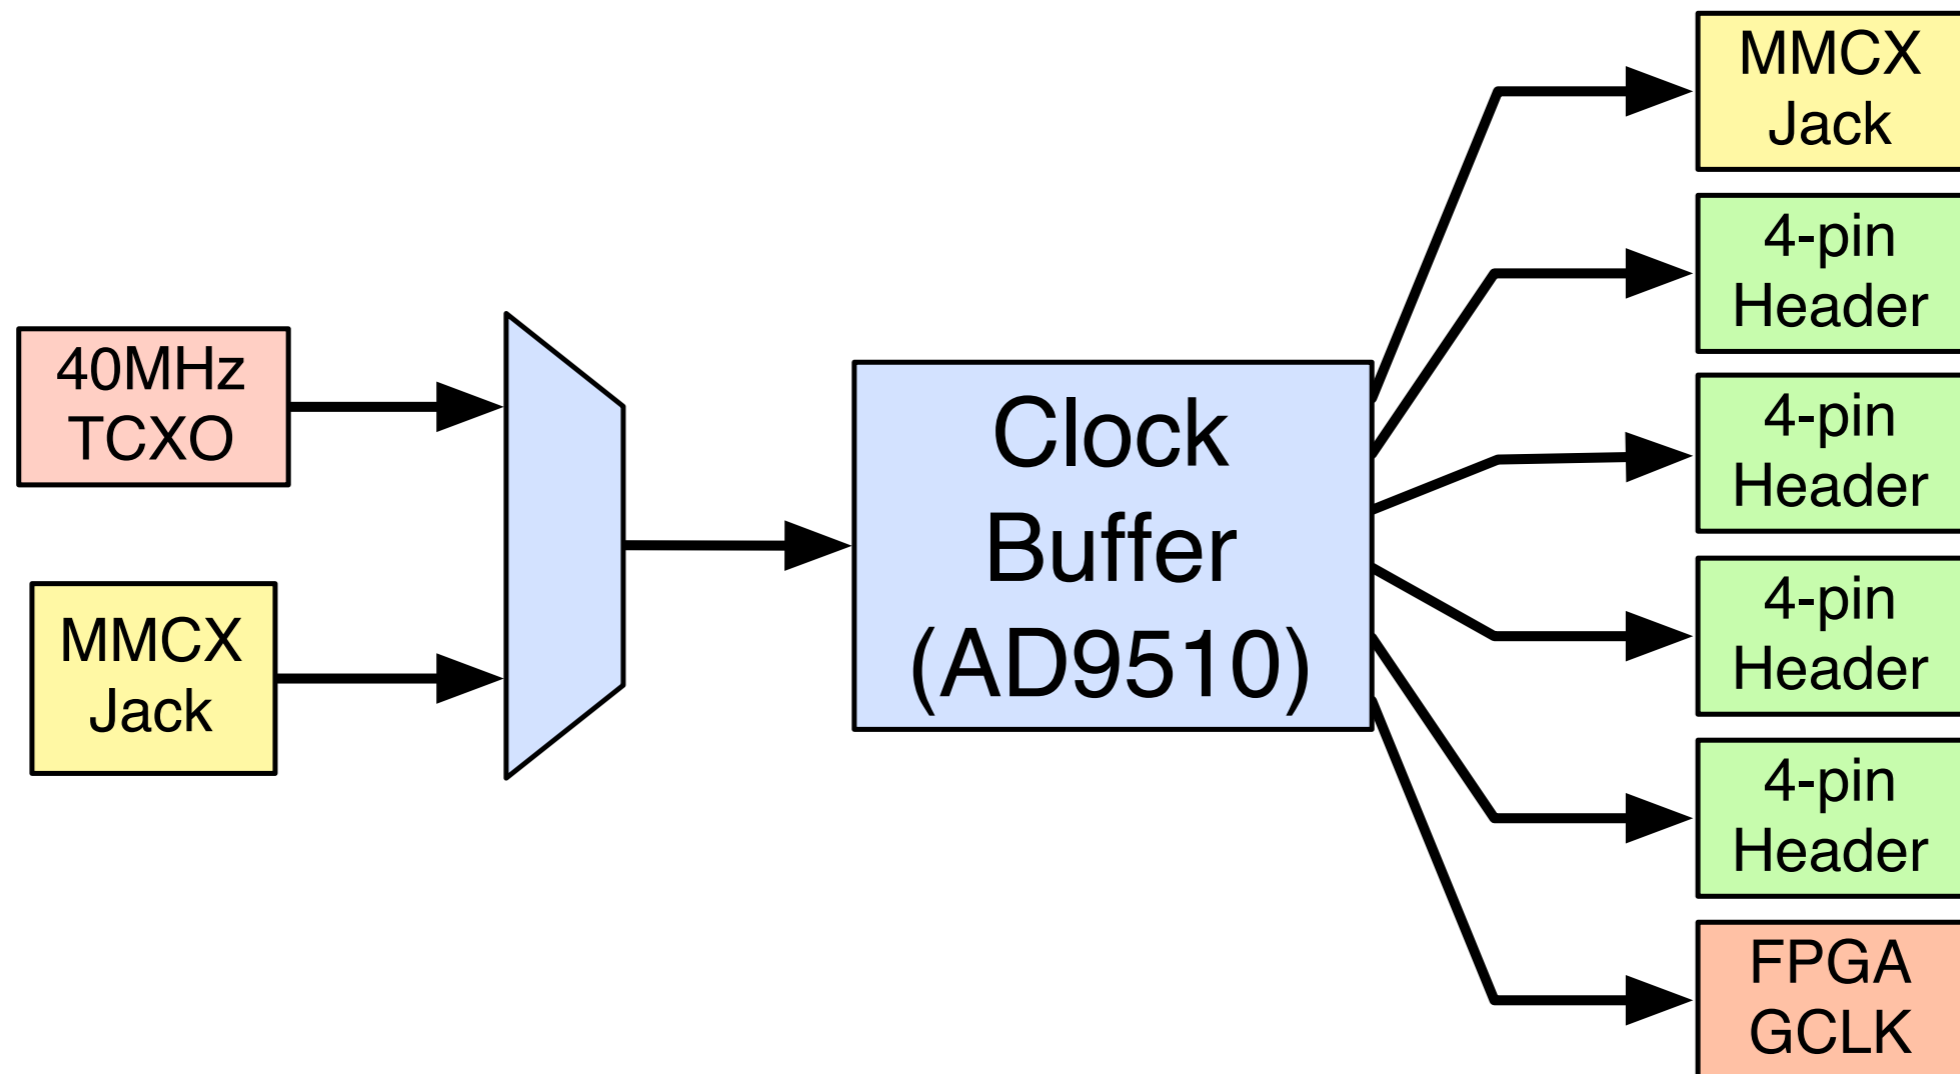 40MHz
TCXO
MMCX
Jack
Clock
Buffer
(AD9510)
MMCX
Jack
4-pin
Header
4-pin
Header
4-pin
Header
4-pin
Header
FPGA
GCLK